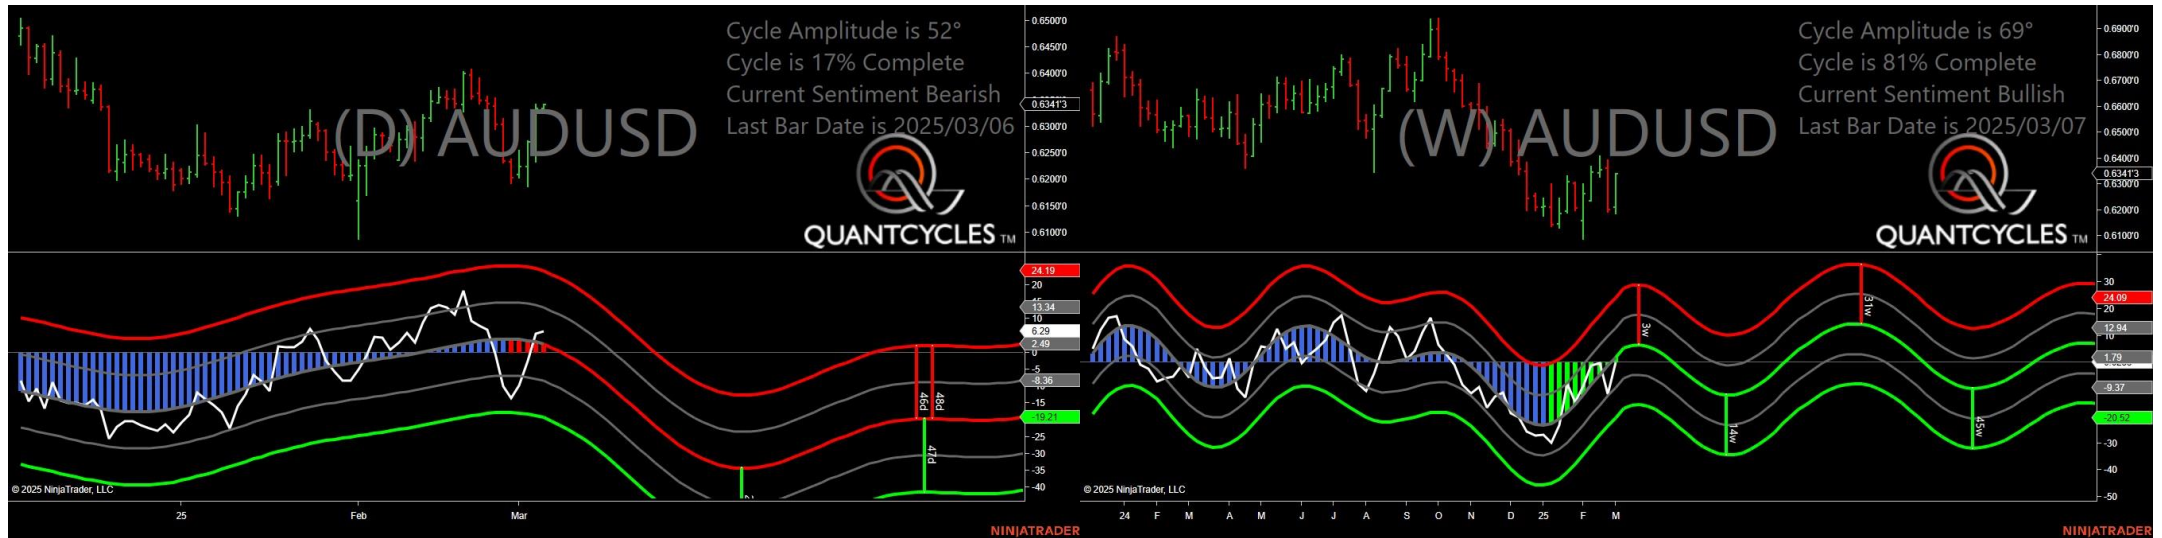 Cycle Amplitude is 52°
Cycle is 17% Complete
Current Sentiment Bearish
Last Bar Date is 2025/03/06
(D) AUDUSD
QUANTCYCLES TM
0.6500'0
0.6450'0
0.6400'0
0.6341'3
0.6300'0
0.6250'0
0.6200'0
0.6150'0
0.6100'0
24.19
20
13.34
10
6.29
2.49
0
-5
-8.36
-15
-19.21
-25
-30
-35
-40
46d
48d
47d
© 2025 NinjaTrader, LLC
25 Feb Mar
NINJATRADER
Cycle Amplitude is 69°
Cycle is 81% Complete
Current Sentiment Bullish
Last Bar Date is 2025/03/07
(W) AUDUSD
QUANTCYCLES TM
0.6900'0
0.6800'0
0.6700'0
0.6600'0
0.6500'0
0.6400'0
0.6341'3
0.6300'0
0.6200'0
0.6100'0
30
24.09
20
12.94
10
1.79
-9.37
-20.52
-30
-40
-50
3w
31w
14w
45w
© 2025 NinjaTrader, LLC
24 F M A M J J A S O N D 25 F M
NINJATRADER